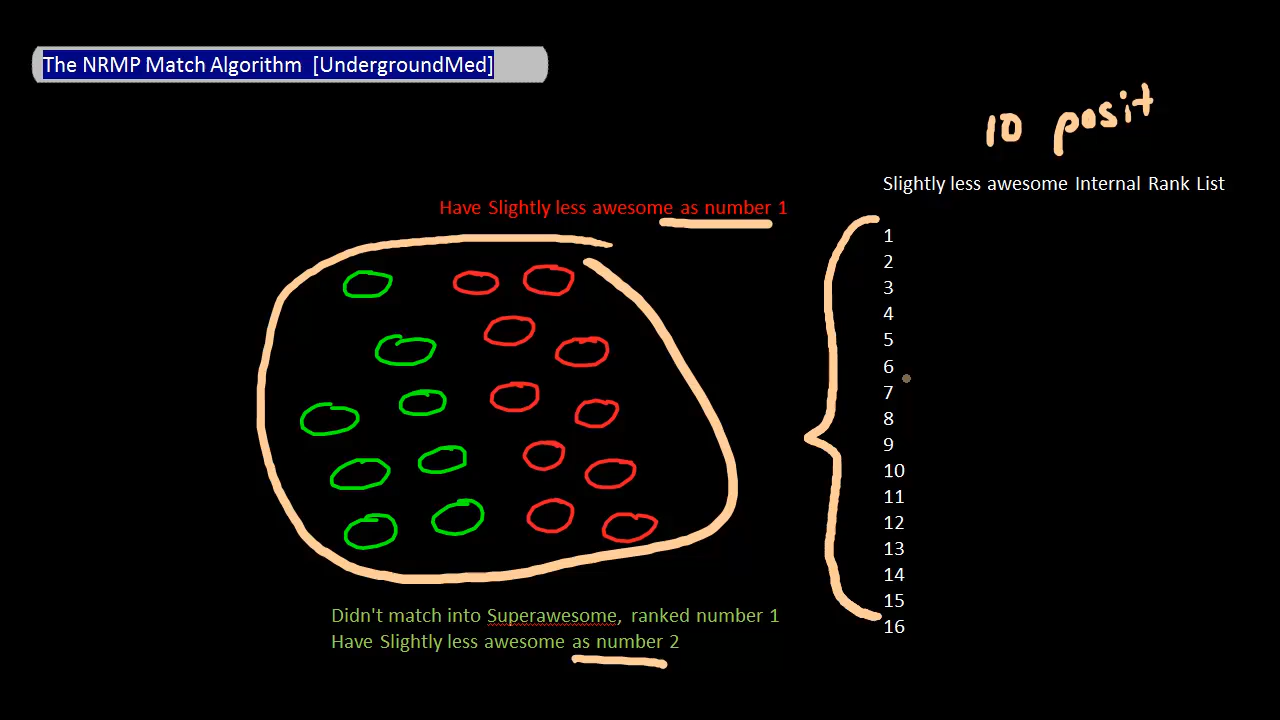 The NRMP Match Algorithm [UndergroundMed]
10 posit
Slightly less awesome Internal Rank List
Have Slightly less awesome as number 1
1
2
3
4
5
6
7
8
9
10
11
12
13
14
15
16
Didn't match into Superawesome, ranked number 1
Have Slightly less awesome as number 2